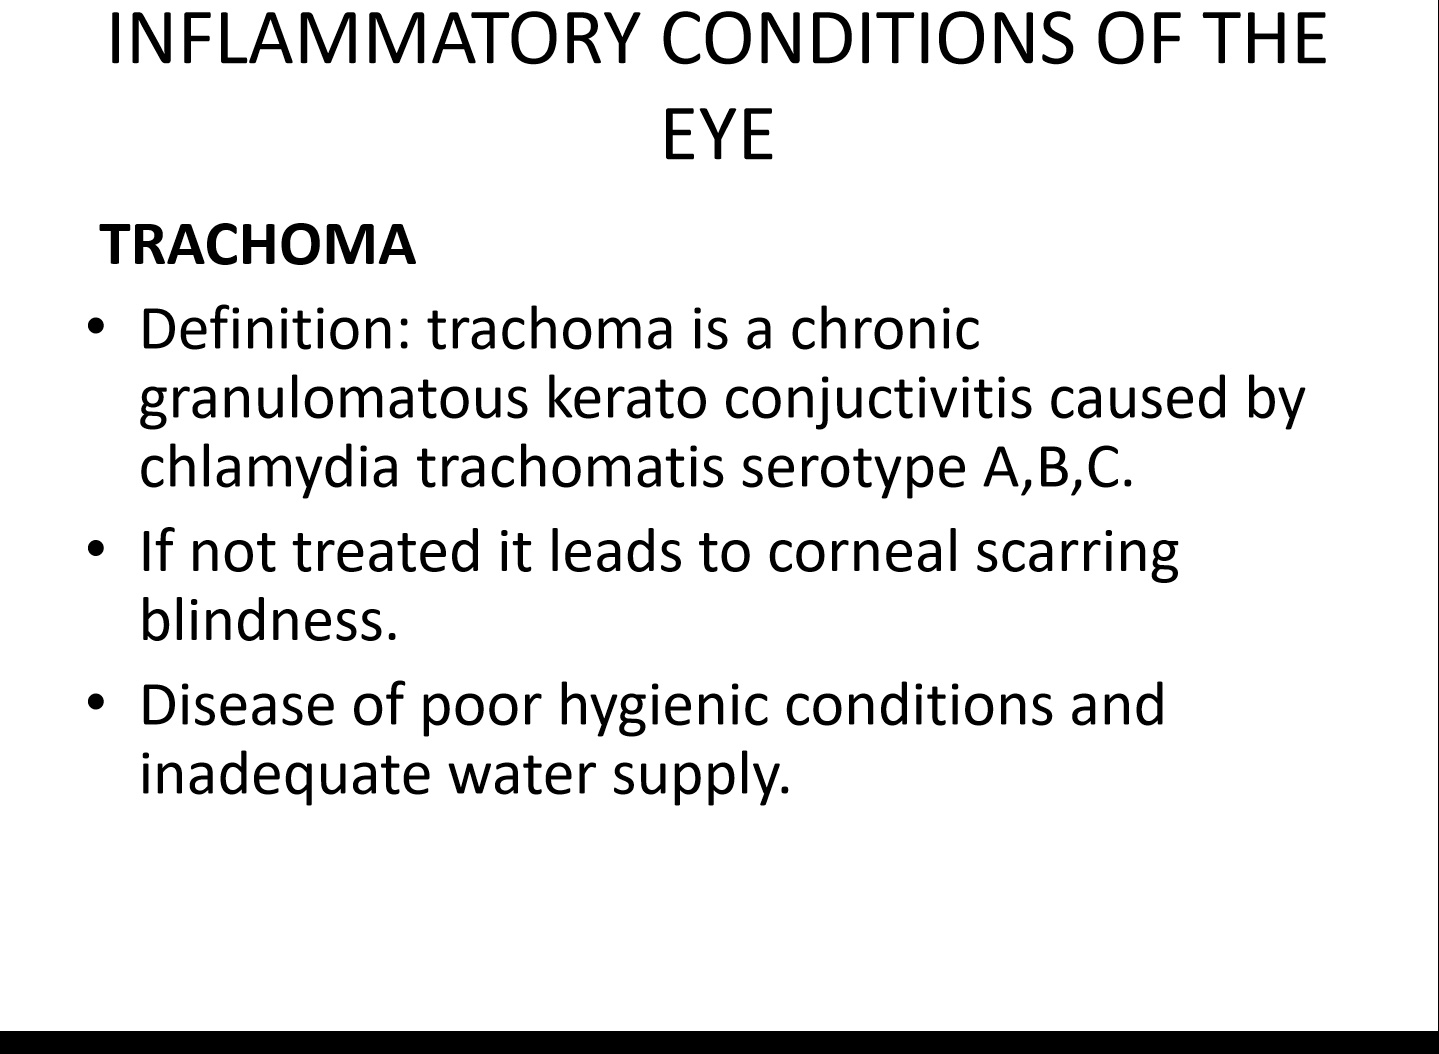 INFLAMMATORY CONDITIONS OF THE
EYE
TRACHOMA
• Definition: trachoma is a chronic
granulomatous kerato conjuctivitis caused by
chlamydia trachomatis serotype A,B,C.
• If not treated it leads to corneal scarring
blindness.
• Disease of poor hygienic conditions and
inadequate water supply.